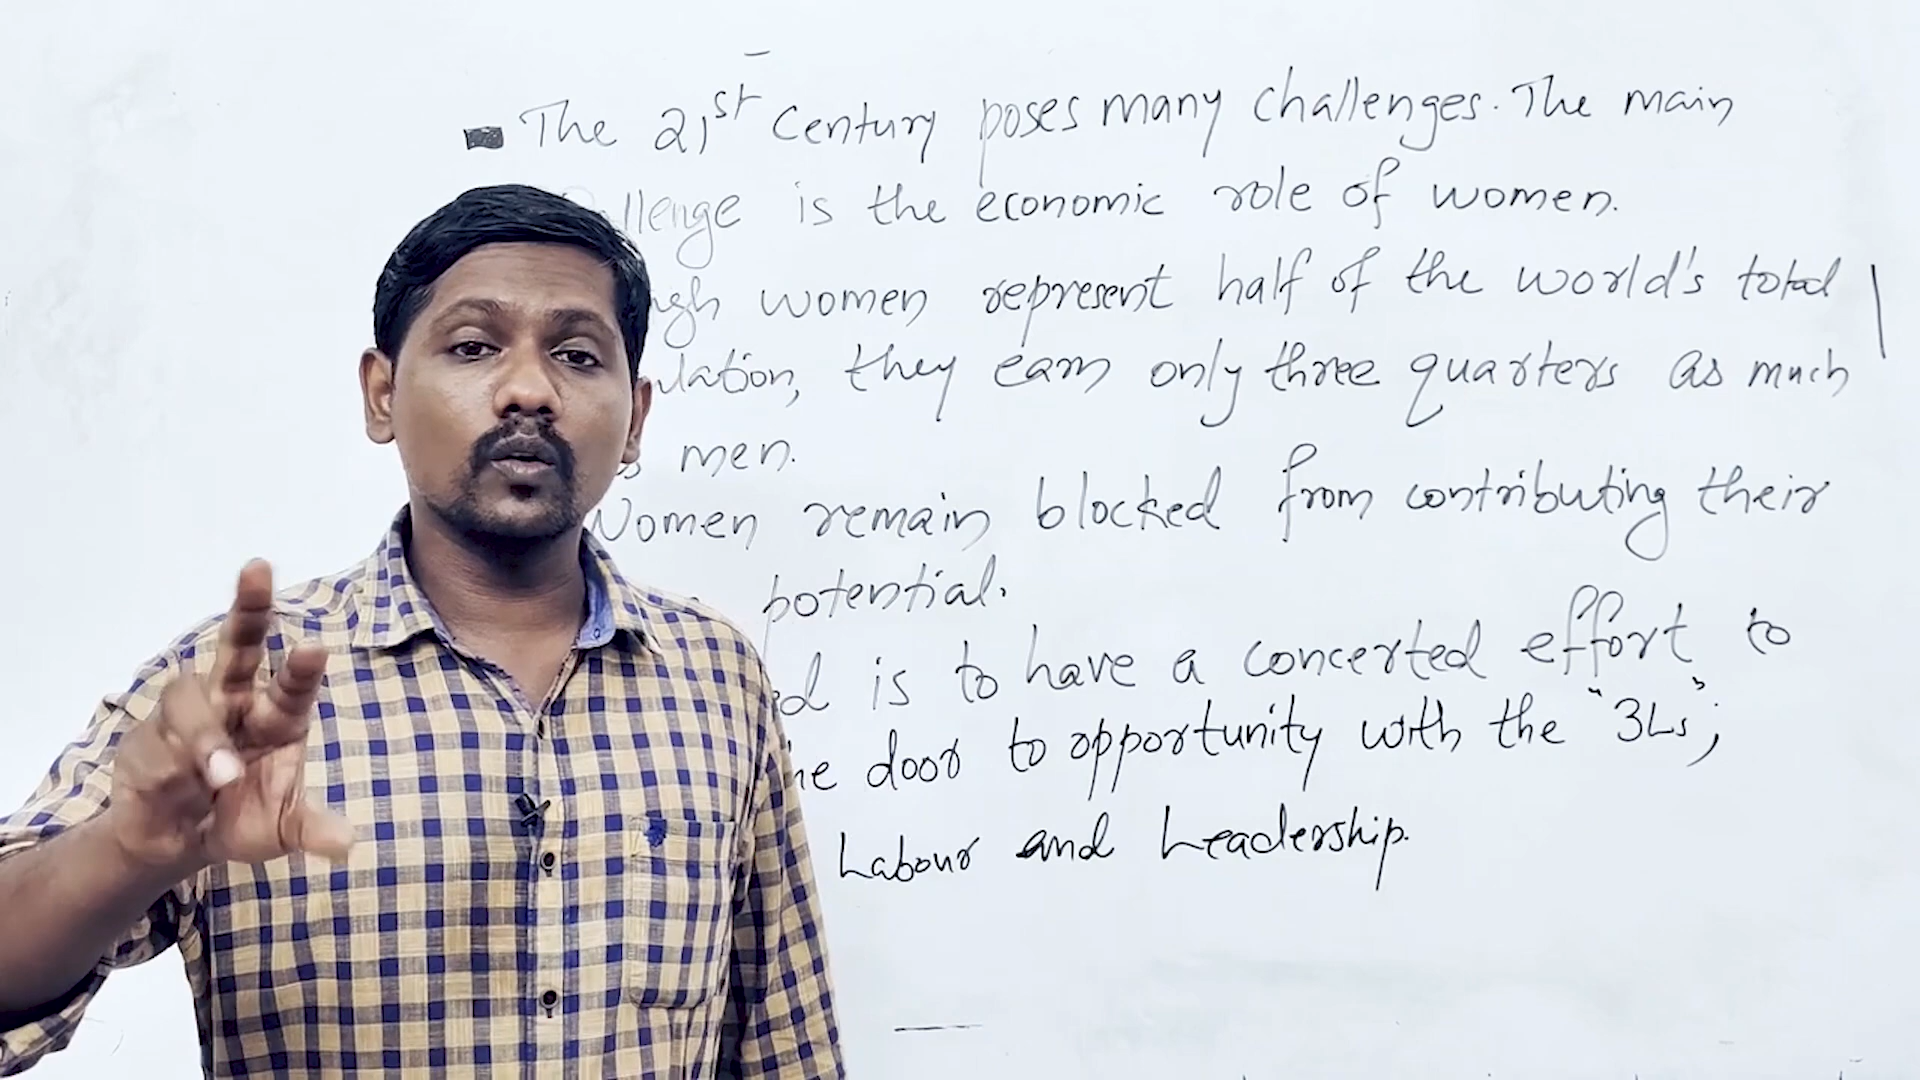 The 21st Century poses many challenges. The main
is the economic role of women.
women represent half of the world's total
they earn only three quarters as much
men.
Women remain blocked from contributing their
potential.
is to have a concerted effort to
door to opportunity with the "3Ls";
Labour and Leadership.